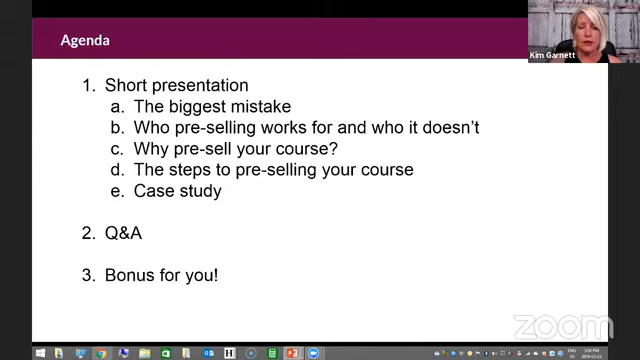 Agenda
Kim Garnett
1. Short presentation
a. The biggest mistake
b. Who pre-selling works for and who it doesn't
c. Why pre-sell your course?
d. The steps to pre-selling your course
e. Case study
2. Q&A
3. Bonus for you!
zoom
ENG